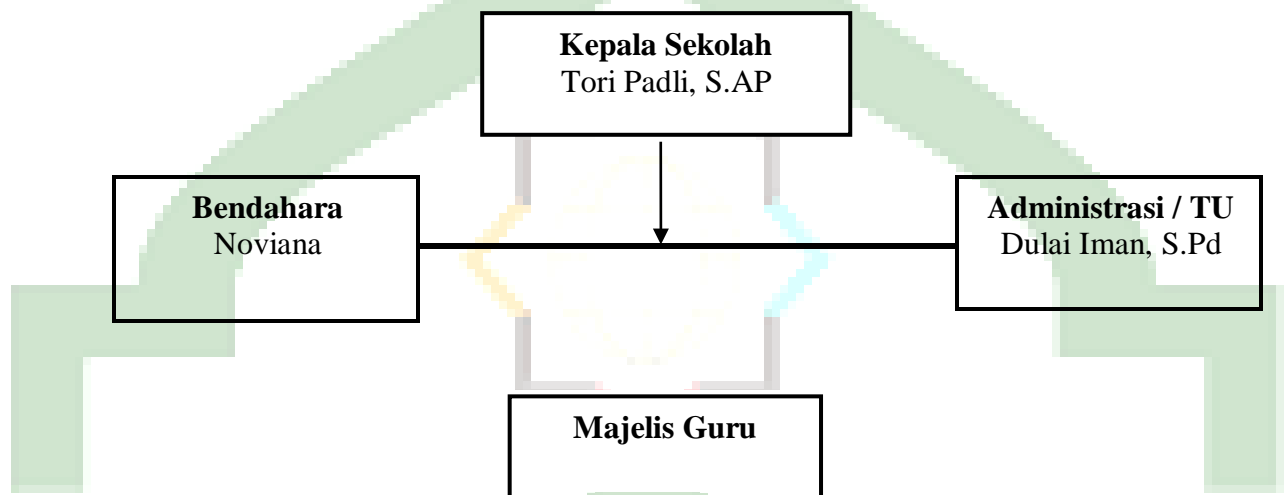 Kepala Sekolah
Tori Padli, S.AP
Bendahara
Noviana
Administrasi / TU
Dulai Iman, S.Pd
Majelis Guru